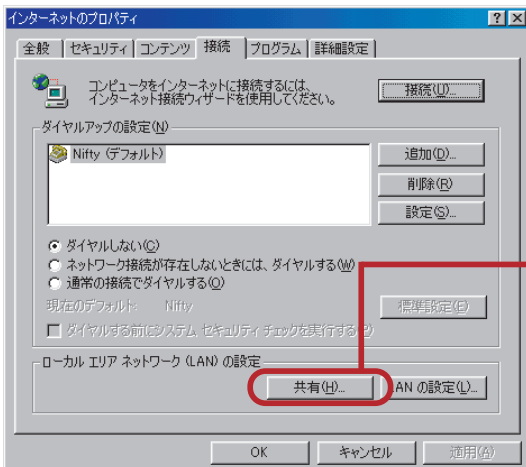 インターネットのプロパティ
全般 セキュリティ コンテンツ 接続 プログラム 詳細設定
コンピュータをインターネットに接続するには、
インターネット接続ウィザードを使用してください。
接続(U)...
ダイヤルアップの設定(N)
Nifty (デフォルト)
追加(D)...
削除(R)
設定(S)...
ダイヤルしない(C)
ネットワーク接続が存在しないときには、ダイヤルする(W)
通常の接続でダイヤルする(O)
現在のデフォルト: Nifty
標準設定(E)
ダイヤルする前にシステム セキュリティ チェックを実行する(P)
ローカル エリア ネットワーク (LAN) の設定
共有(H)...
LAN の設定(L)...
OK
キャンセル
適用(A)